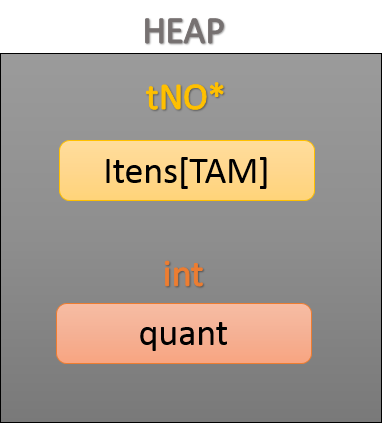 HEAP
tNO*
Itens[TAM]
int
quant